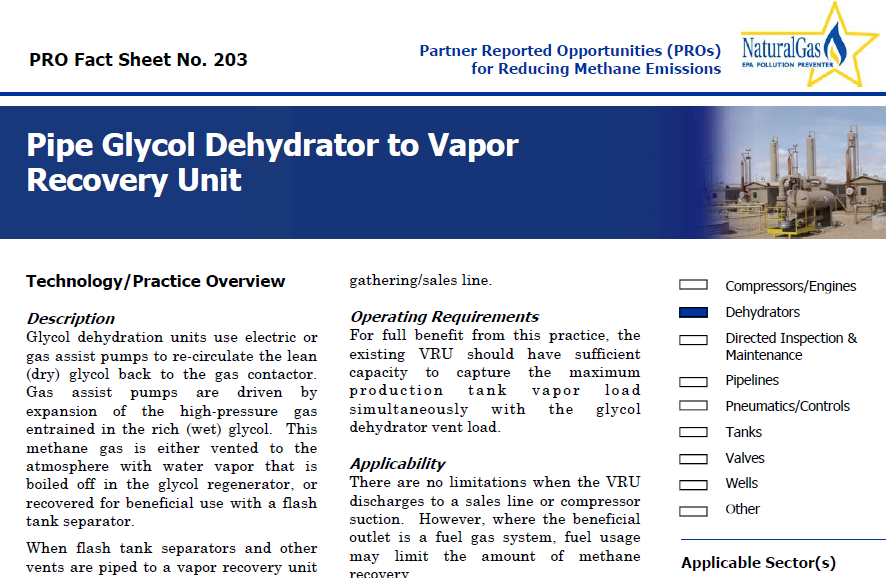 PRO Fact Sheet No. 203
Partner Reported Opportunities (PROs)
for Reducing Methane Emissions
NaturalGas
EPA POLLUTION PREVENTER
Pipe Glycol Dehydrator to Vapor
Recovery Unit
Technology/Practice Overview
Description
Glycol dehydration units use electric or
gas assist pumps to re-circulate the lean
(dry) glycol back to the gas contactor.
Gas assist pumps are driven by
expansion of the high-pressure gas
entrained in the rich (wet) glycol. This
methane gas is either vented to the
atmosphere with water vapor that is
boiled off in the glycol regenerator, or
recovered for beneficial use with a flash
tank separator.
When flash tank separators and other
vents are piped to a vapor recovery unit
gathering/sales line.
Operating Requirements
For full benefit from this practice, the
existing VRU should have sufficient
capacity to capture the maximum
production tank vapor load
simultaneously with the glycol
dehydrator vent load.
Applicability
There are no limitations when the VRU
discharges to a sales line or compressor
suction. However, where the beneficial
outlet is a fuel gas system, fuel usage
may limit the amount of methane
recovery
Compressors/Engines
Dehydrators
Directed Inspection &
Maintenance
Pipelines
Pneumatics/Controls
Tanks
Valves
Wells
Other
Applicable Sector(s)